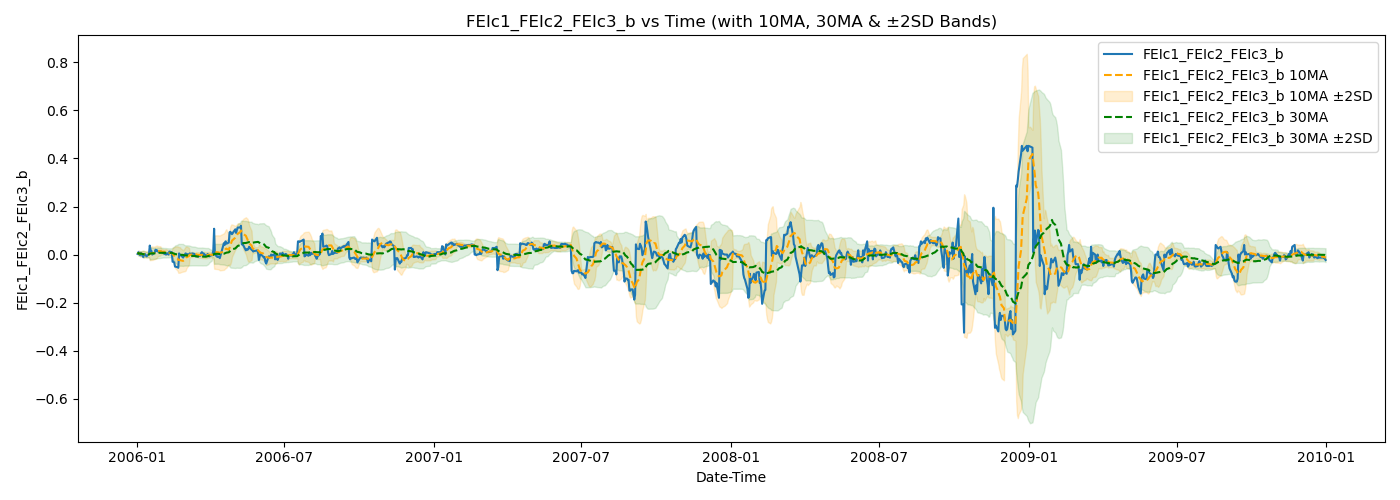 FEIc1_FEIc2_FEIc3_b vs Time (with 10MA, 30MA & ±2SD Bands)
FEIc1_FEIc2_FEIc3_b
FEIc1_FEIc2_FEIc3_b 10MA
FEIc1_FEIc2_FEIc3_b 10MA ±2SD
FEIc1_FEIc2_FEIc3_b 30MA
FEIc1_FEIc2_FEIc3_b 30MA ±2SD
FEIc1_FEIc2_FEIc3_b
0.8
0.6
0.4
0.2
0.0
−0.2
−0.4
−0.6
2006-01 2006-07 2007-01 2007-07 2008-01 2008-07 2009-01 2009-07 2010-01
Date-Time